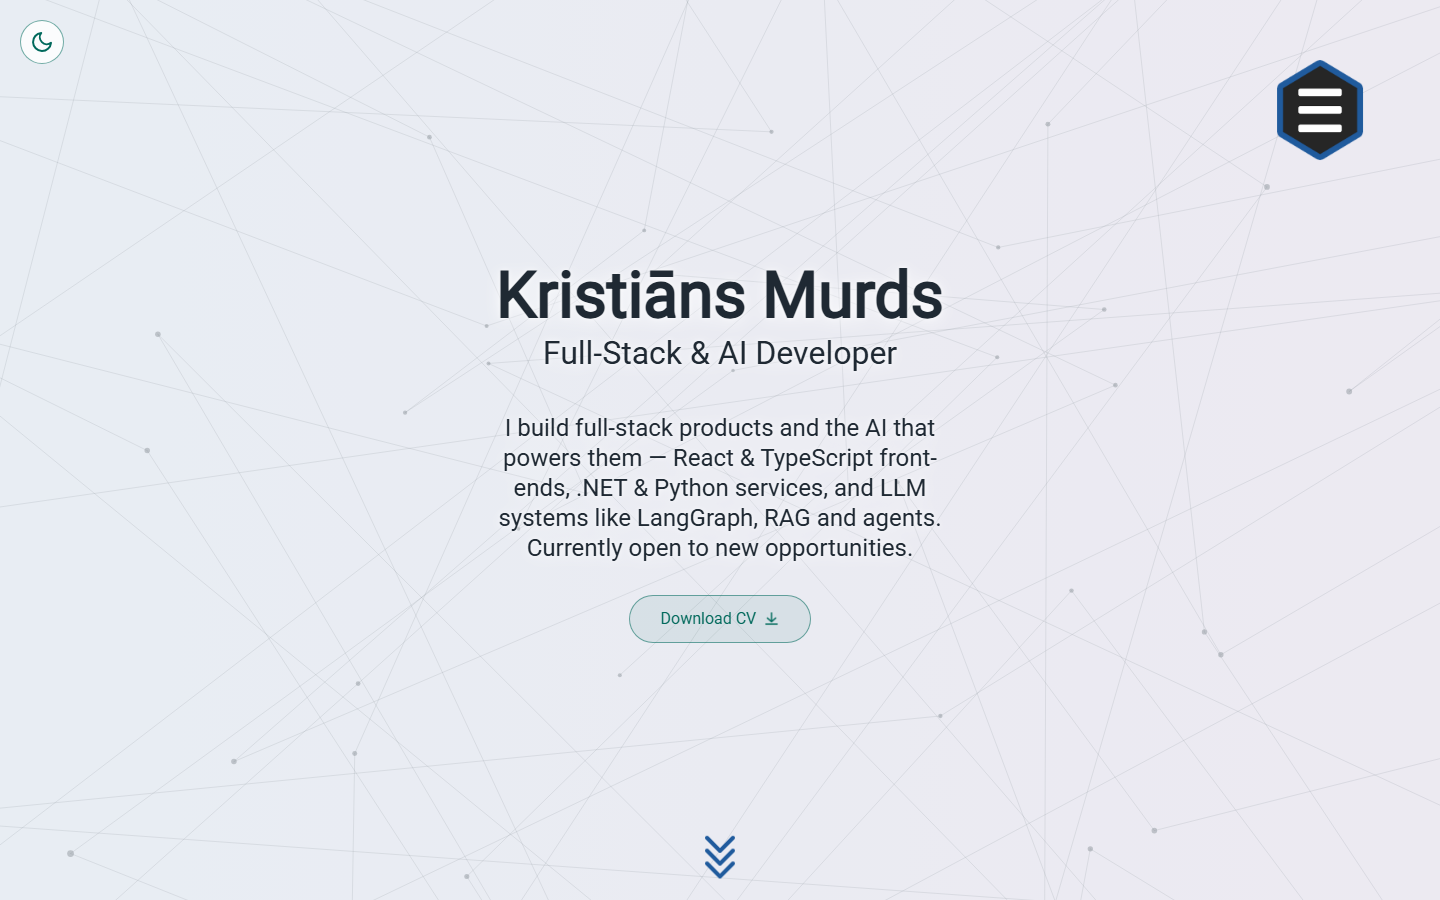 Kristiāns Murds
Full-Stack & AI Developer
I build full-stack products and the AI that
powers them — React & TypeScript front-
ends, .NET & Python services, and LLM
systems like LangGraph, RAG and agents.
Currently open to new opportunities.
Download CV